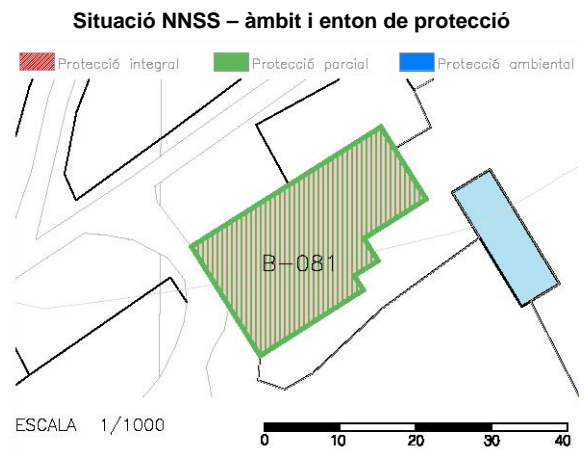 Situació NNSS – àmbit i enton de protecció
Protecció integral Protecció parcial Protecció ambiental
B-081
ESCALA 1/1000
0 10 20 30 40